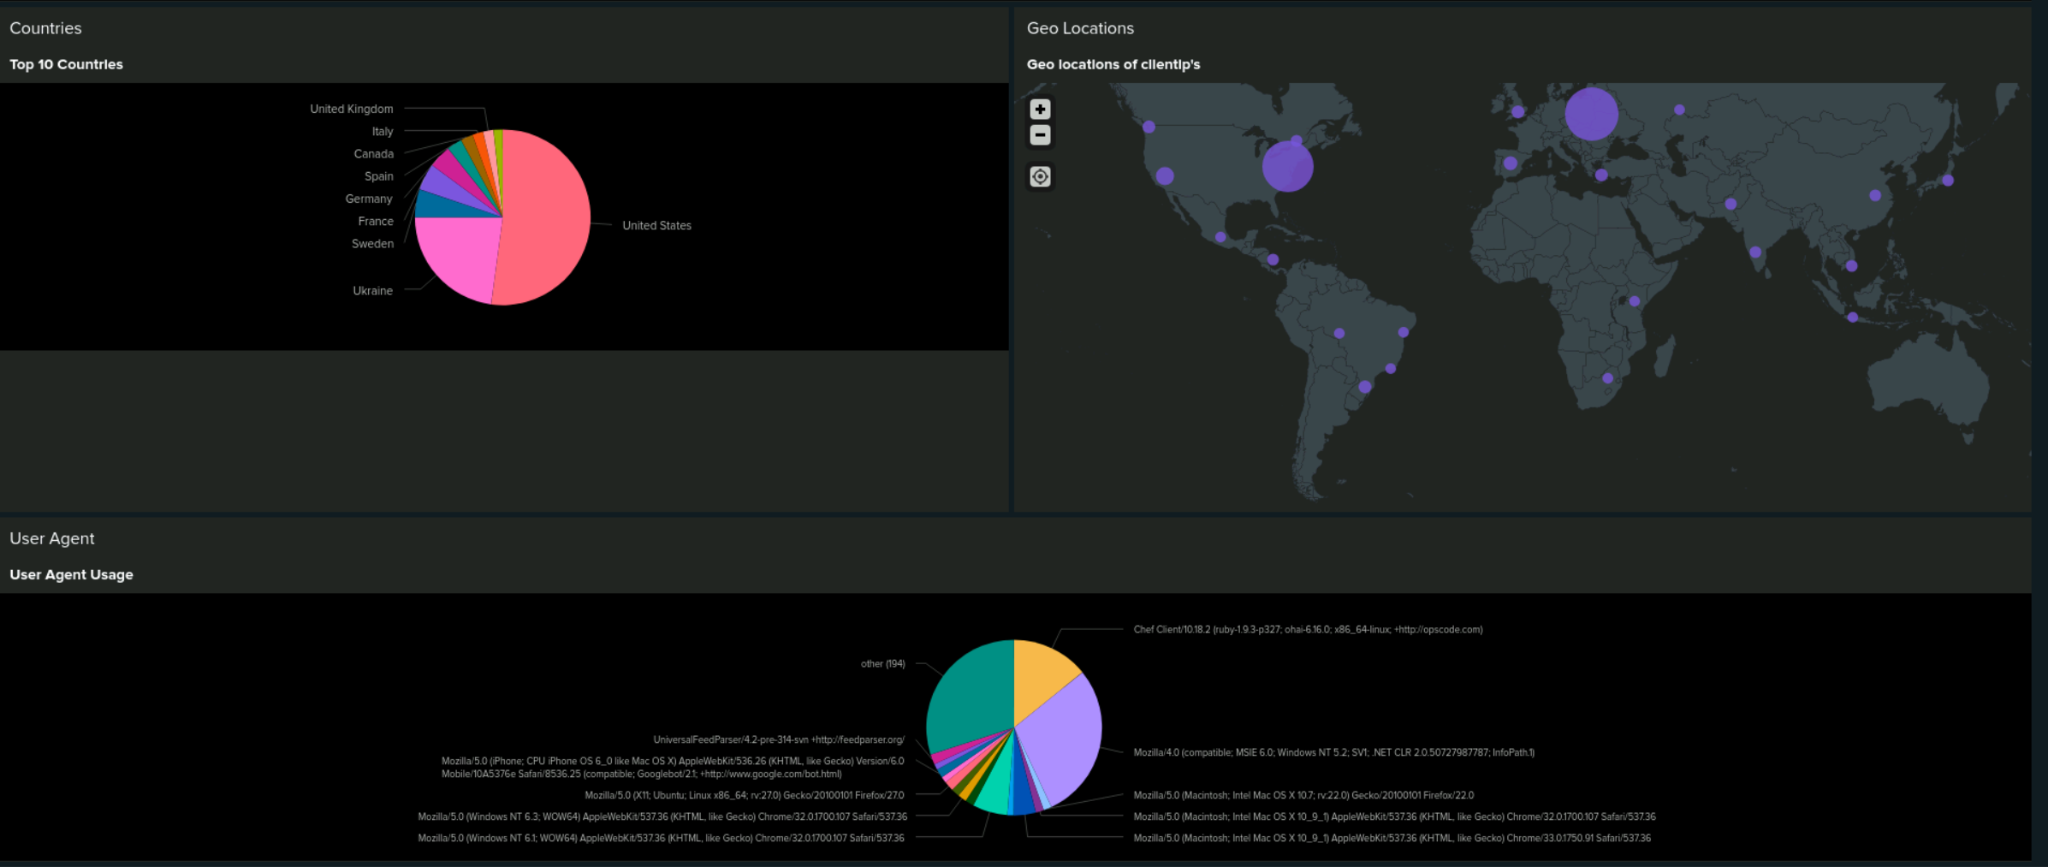 Countries
Top 10 Countries
United Kingdom
Italy
Canada
Spain
Germany
France
Sweden
Ukraine
United States
Geo Locations
Geo locations of clientip's
+
−
User Agent
User Agent Usage
Chef Client/10.18.2 (ruby-1.9.3-p327; ohai-6.16.0; x86_64-linux; +http://opscode.com)
other (194)
UniversalFeedParser/4.2-pre-314-svn +http://feedparser.org/
Mozilla/5.0 (iPhone; CPU iPhone OS 6_0 like Mac OS X) AppleWebKit/536.26 (KHTML, like Gecko) Version/6.0
Mobile/10A5376e Safari/8536.25 (compatible; Googlebot/2.1; +http://www.google.com/bot.html)
Mozilla/5.0 (X11; Ubuntu; Linux x86_64; rv:27.0) Gecko/20100101 Firefox/27.0
Mozilla/5.0 (Windows NT 6.3; WOW64) AppleWebKit/537.36 (KHTML, like Gecko) Chrome/32.0.1700.107 Safari/537.36
Mozilla/5.0 (Windows NT 6.1; WOW64) AppleWebKit/537.36 (KHTML, like Gecko) Chrome/32.0.1700.107 Safari/537.36
Mozilla/4.0 (compatible; MSIE 6.0; Windows NT 5.2; SV1; .NET CLR 2.0.50727987787; InfoPath.1)
Mozilla/5.0 (Macintosh; Intel Mac OS X 10.7; rv:22.0) Gecko/20100101 Firefox/22.0
Mozilla/5.0 (Macintosh; Intel Mac OS X 10_9_1) AppleWebKit/537.36 (KHTML, like Gecko) Chrome/32.0.1700.107 Safari/537.36
Mozilla/5.0 (Macintosh; Intel Mac OS X 10_9_1) AppleWebKit/537.36 (KHTML, like Gecko) Chrome/33.0.1750.91 Safari/537.36